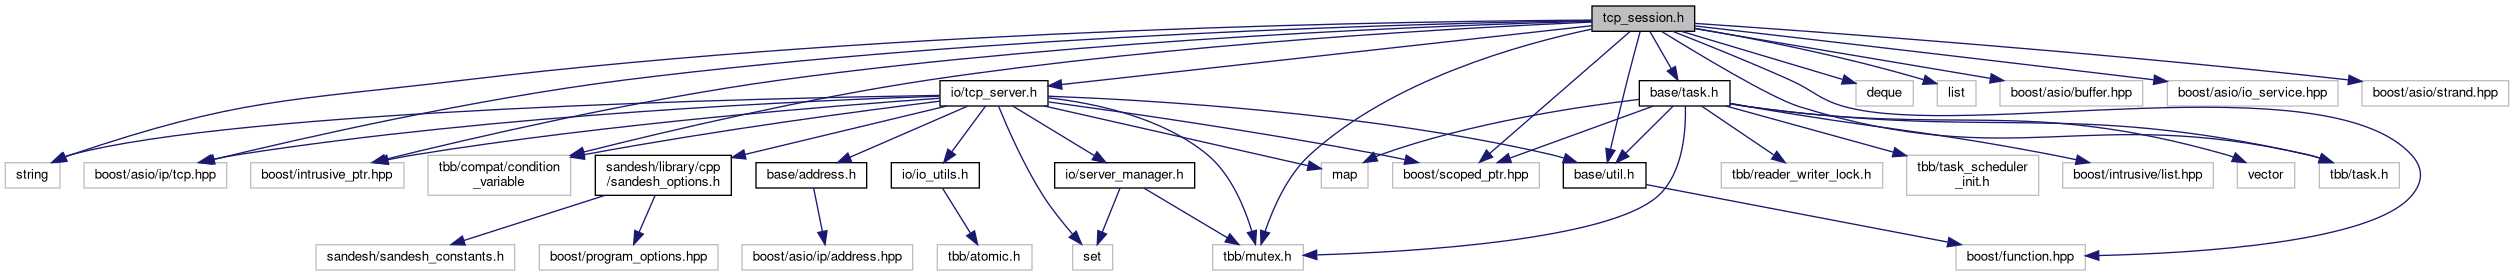 tcp_session.h
io/tcp_server.h
base/task.h
deque
list
boost/asio/buffer.hpp
boost/asio/io_service.hpp
boost/asio/strand.hpp
string
boost/asio/ip/tcp.hpp
boost/intrusive_ptr.hpp
tbb/compat/condition
_variable
sandesh/library/cpp
/sandesh_options.h
base/address.h
io/io_utils.h
io/server_manager.h
map
boost/scoped_ptr.hpp
base/util.h
tbb/reader_writer_lock.h
tbb/task_scheduler
_init.h
boost/intrusive/list.hpp
vector
tbb/task.h
sandesh/sandesh_constants.h
boost/program_options.hpp
boost/asio/ip/address.hpp
tbb/atomic.h
set
tbb/mutex.h
boost/function.hpp